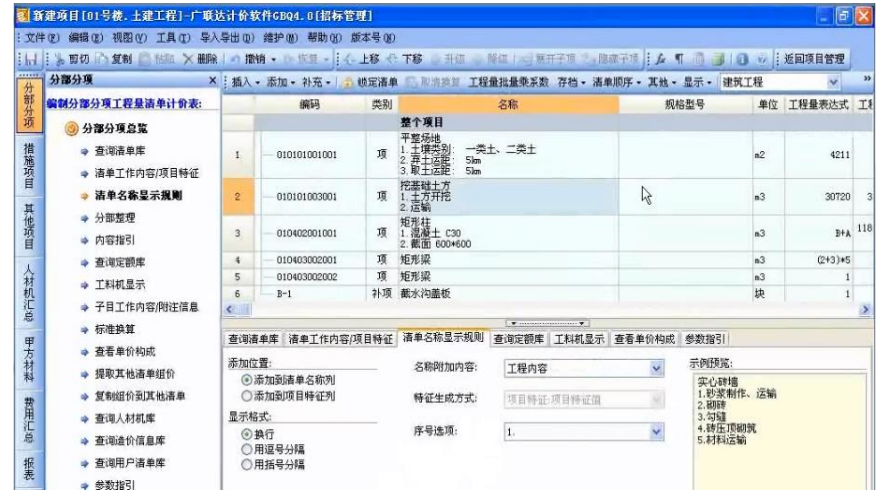 新建项目[01号楼.土建工程]-广联达计价软件GBQ4.0[招标管理]
文件(F) 编辑(E) 视图(V) 工具(T) 导入导出(D) 维护(W) 帮助(H) 版本号(N)
剪切 复制 粘贴 删除 撤销 恢复 上移 下移 升级 降级 展开子项 隐藏子项 返回项目管理
分部分项
插入 添加 补充 锁定清单 取消换算 工程量批量乘系数 存档 清单顺序 其他 显示 建筑工程
编制分部分项工程量清单计价表:
编码 类别 名称 规格型号 单位 工程量表达式
整个项目
1 010101001001 项 平整场地 m2 4211
1.土壤类别: 一类土、二类土
2.弃土运距: 5km
3.取土运距: 5km
2 010101003001 项 挖基础土方 m3 30720 3
1.土方开挖
2.运输
3 010402001001 项 矩形柱 m3 B+A 118
1.混凝土 C30
2.截面 600*600
4 010403002001 项 矩形梁 m3 (2+3)*5
5 010403002002 项 矩形梁 m3 1
6 B-1 补项 截水沟盖板 块 1
分部分项
措施项目
其他项目
人材机汇总
甲方材料
费用汇总
报表
分部分项总览
查询清单库
清单工作内容/项目特征
清单名称显示规则
分部整理
内容指引
查询定额库
工料机显示
子目工作内容/附注信息
标准换算
查看单价构成
提取其他清单组价
复制组价到其他清单
查询人材机库
查询造价信息库
查询用户清单库
参数指引
查询清单库 清单工作内容/项目特征 清单名称显示规则 查询定额库 工料机显示 查看单价构成 参数指引
添加位置:
添加到清单名称列
添加到项目特征列
显示格式:
换行
用逗号分隔
用括号分隔
名称附加内容: 工程内容
特征生成方式: 项目特征:项目特征值
序号选项: 1.
示例预览:
实心砖墙
1.砂浆制作、运输
2.砌砖
3.勾缝
4.砖压顶砌筑
5.材料运输